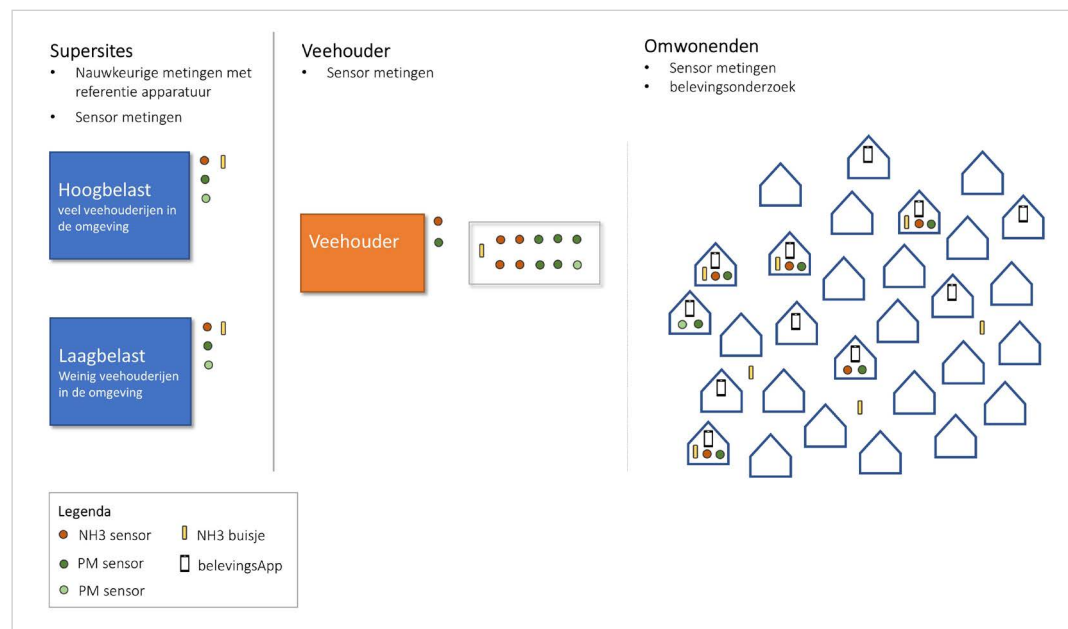 Supersites
• Nauwkeurige metingen met
referentie apparatuur
• Sensor metingen
Hoogbelast
veel veehouderijen in
de omgeving
Laagbelast
Weinig veehouderijen
in de omgeving
Veehouder
• Sensor metingen
Veehouder
Omwonenden
• Sensor metingen
• belevingsonderzoek
Legenda
NH3 sensor
NH3 buisje
PM sensor
belevingsApp
PM sensor